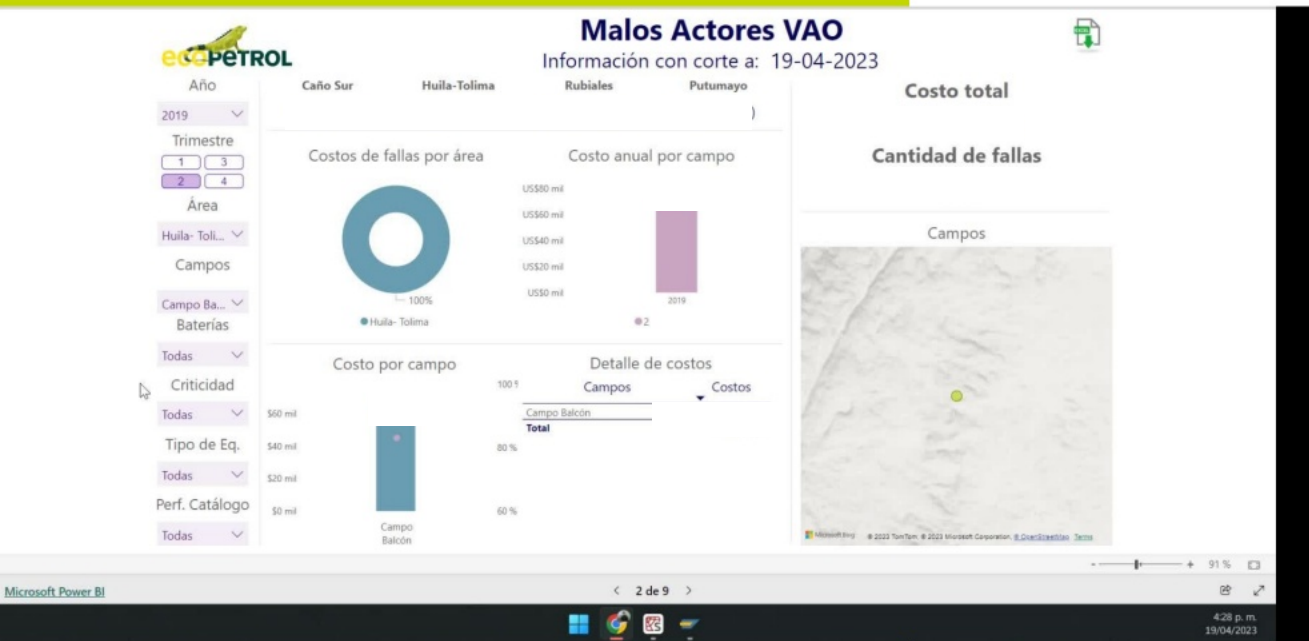 ecopetrol
Malos Actores VAO
Información con corte a: 19-04-2023
Año
2019
Trimestre
1 3
2 4
Área
Huila- Toli...
Campos
Campo Ba...
Baterías
Todas
Criticidad
Todas
Tipo de Eq.
Todas
Perf. Catálogo
Todas
Caño Sur Huila-Tolima Rubiales Putumayo
)
Costos de fallas por área
100%
Huila- Tolima
Costo anual por campo
US$80 mil
US$60 mil
US$40 mil
US$20 mil
US$0 mil
2019
2
Costo por campo
$60 mil
$40 mil
$20 mil
$0 mil
80 %
60 %
Campo
Balcón
Detalle de costos
Campos Costos
Campo Balcón
Total
Costo total
Cantidad de fallas
Campos
Microsoft Bing © 2023 TomTom, © 2023 Microsoft Corporation, © OpenStreetMap Terms
- + 91 %
Microsoft Power BI
< 2 de 9 >
4:28 p. m.
19/04/2023